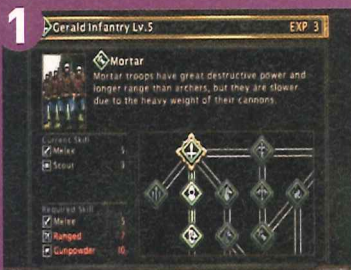 1
Gerald Infantry Lv.5 EXP 3
Mortar
Mortar troops have great destructive power and
longer range than archers, but they are slower
due to the heavy weight of their cannons.
Current Skill
Melee 5
Scout 3
Required Skill
Melee
Ranged
Gunpowder 10